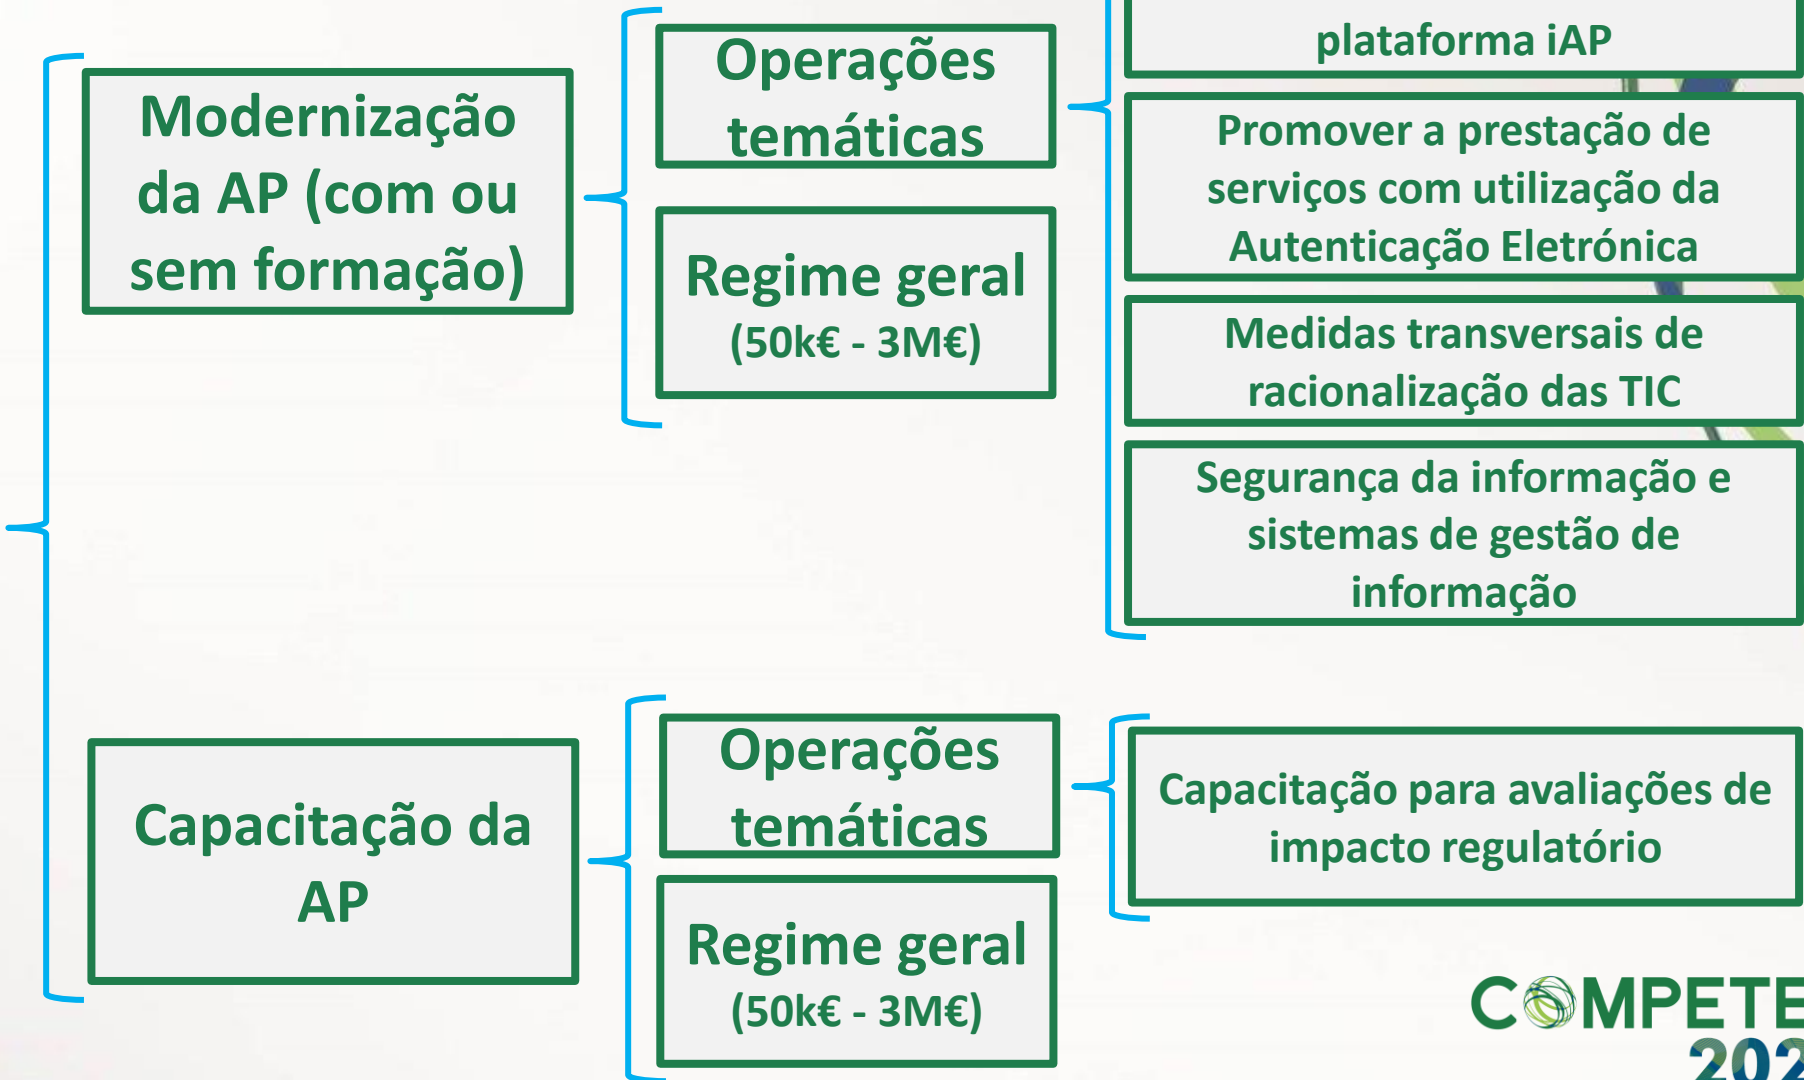 plataforma iAP
Operações
temáticas
Modernização
da AP (com ou
sem formação)
Promover a prestação de
serviços com utilização da
Autenticação Eletrónica
Regime geral
(50k€ - 3M€)
Medidas transversais de
racionalização das TIC
Segurança da informação e
sistemas de gestão de
informação
Capacitação da
AP
Operações
temáticas
Capacitação para avaliações de
impacto regulatório
Regime geral
(50k€ - 3M€)
COMPETE
202